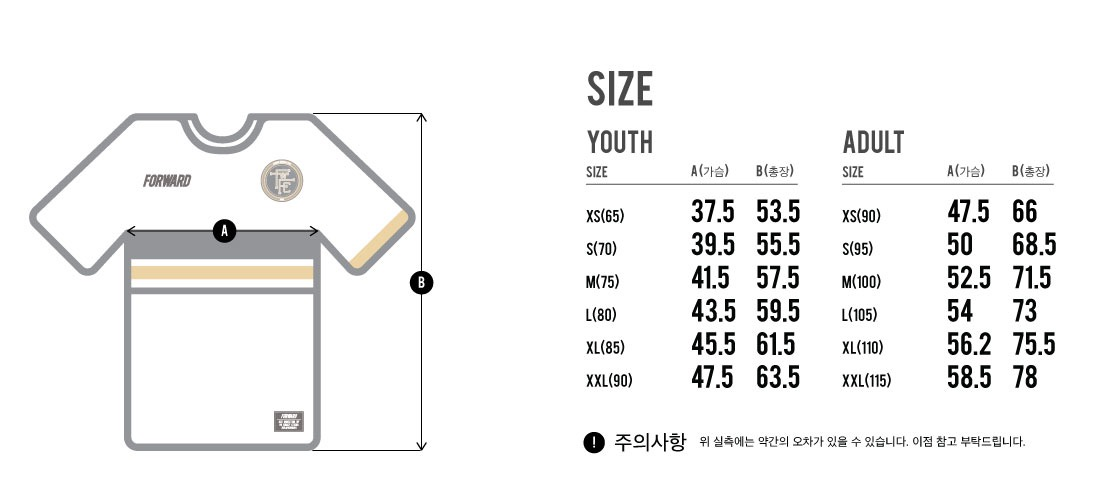 SIZE
YOUTH
SIZE A(가슴) B(총장)
XS(65) 37.5 53.5
S(70) 39.5 55.5
M(75) 41.5 57.5
L(80) 43.5 59.5
XL(85) 45.5 61.5
XXL(90) 47.5 63.5
ADULT
SIZE A(가슴) B(총장)
XS(90) 47.5 66
S(95) 50 68.5
M(100) 52.5 71.5
L(105) 54 73
XL(110) 56.2 75.5
XXL(115) 58.5 78
! 주의사항 위 실측에는 약간의 오차가 있을 수 있습니다. 이점 참고 부탁드립니다.
FORWARD
A
B
FORWARD